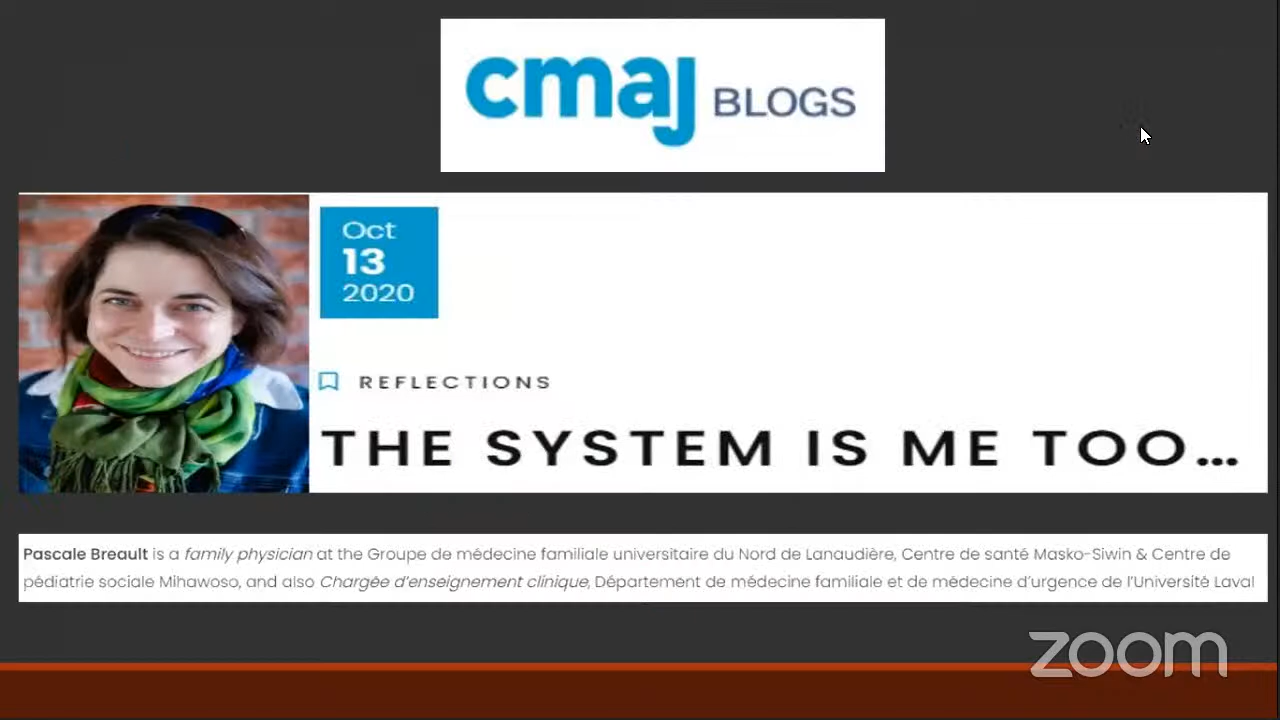 cmaj BLOGS
Oct
13
2020
REFLECTIONS
THE SYSTEM IS ME TOO...
Pascale Breault is a family physician at the Groupe de médecine familiale universitaire du Nord de Lanaudière, Centre de santé Masko-Siwin & Centre de
pédiatrie sociale Mihawoso, and also Chargée d'enseignement clinique, Département de médecine familiale et de médecine d'urgence de l'Université Laval
zoom